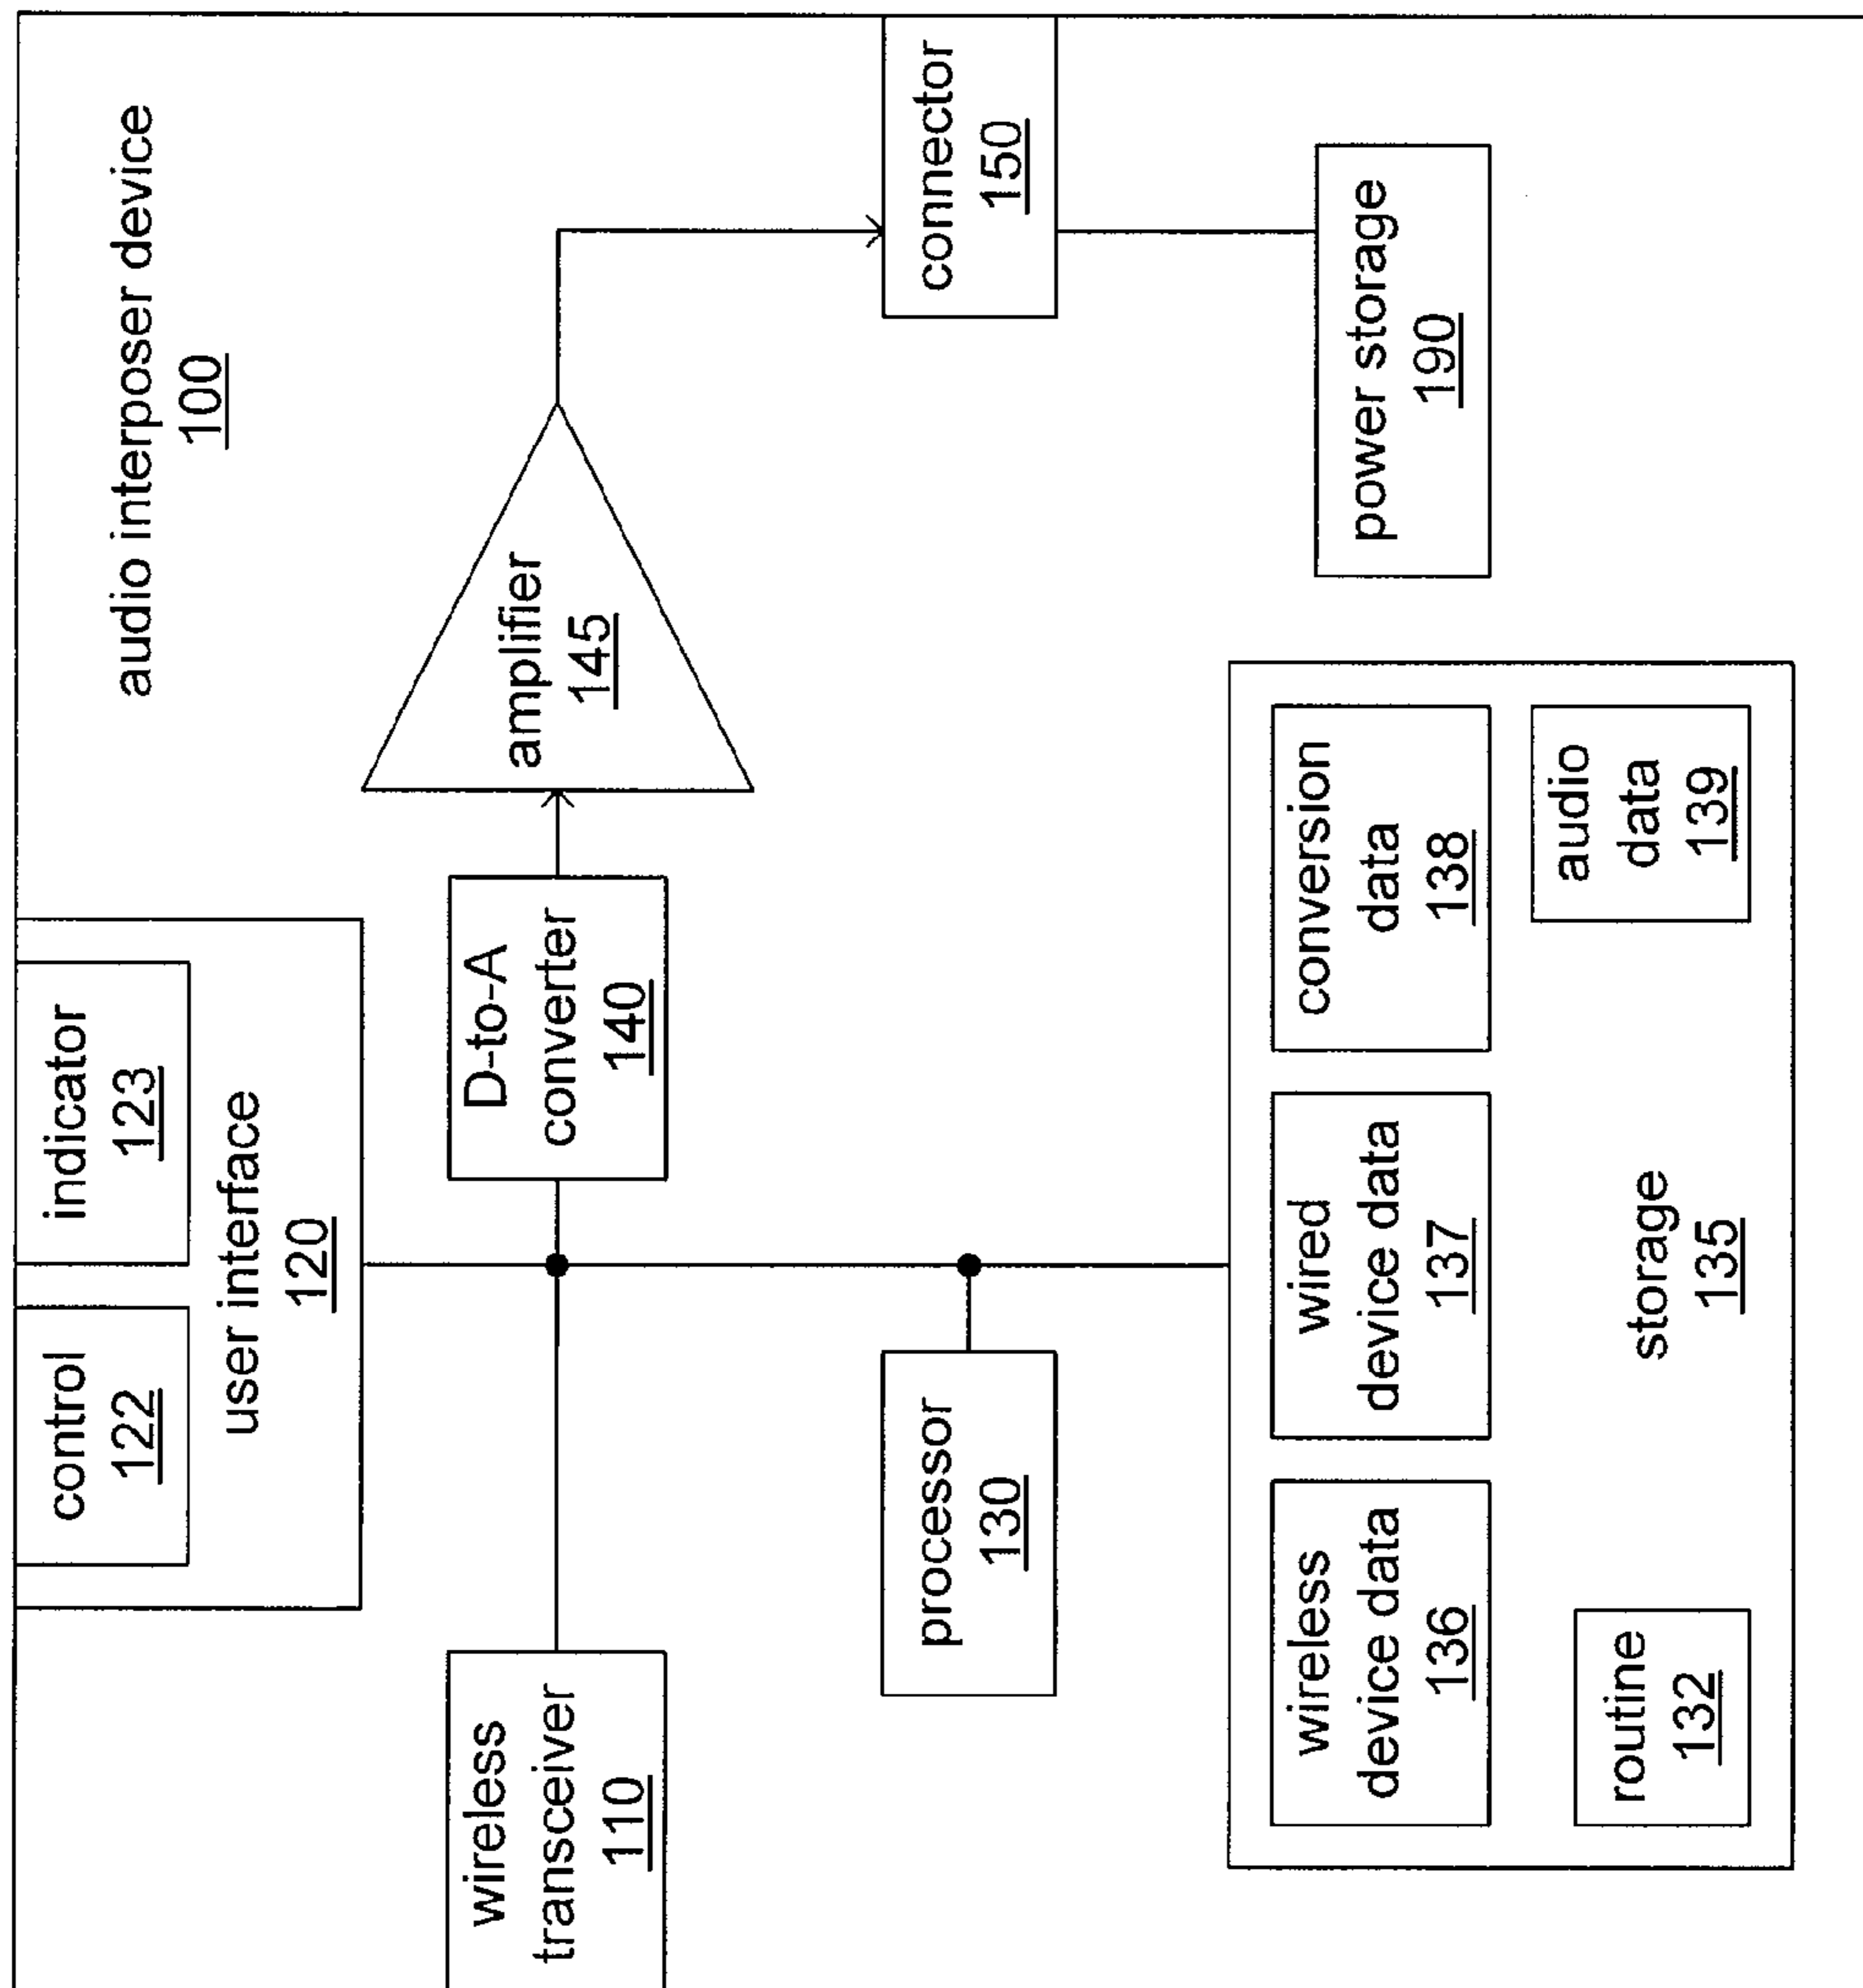 audio interposer device
100
control
122
indicator
123
user interface
120
wireless
transceiver
110
D-to-A
converter
140
amplifier
145
processor
130
connector
150
power storage
190
wireless
device data
136
wired
device data
137
conversion
data
138
routine
132
storage
135
audio
data
139